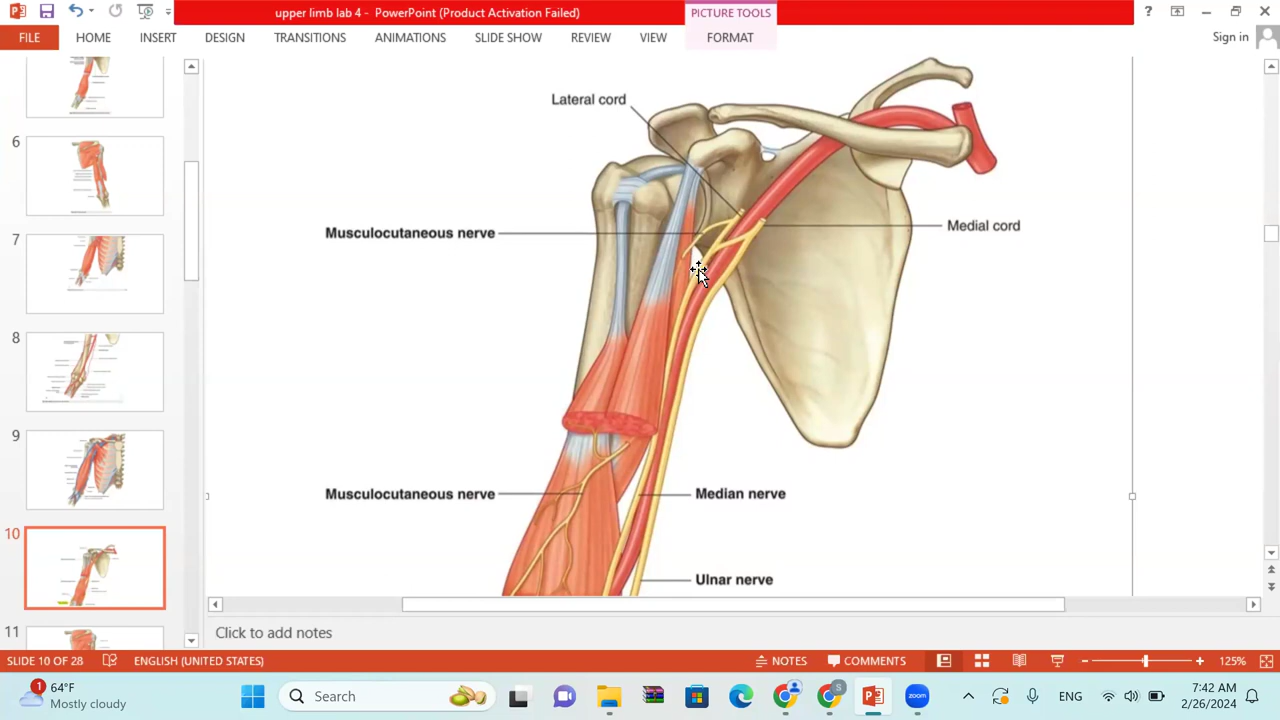 upper limb lab 4 - PowerPoint (Product Activation Failed)
PICTURE TOOLS
FILE HOME INSERT DESIGN TRANSITIONS ANIMATIONS SLIDE SHOW REVIEW VIEW FORMAT
Sign in
6
7
8
9
10
11
Lateral cord
Musculocutaneous nerve
Medial cord
Musculocutaneous nerve
Median nerve
Ulnar nerve
Click to add notes
SLIDE 10 OF 28 ENGLISH (UNITED STATES) NOTES COMMENTS 125%
1
64°F
Mostly cloudy
Search
S
zoom
ENG
7:42 AM
2/26/2024